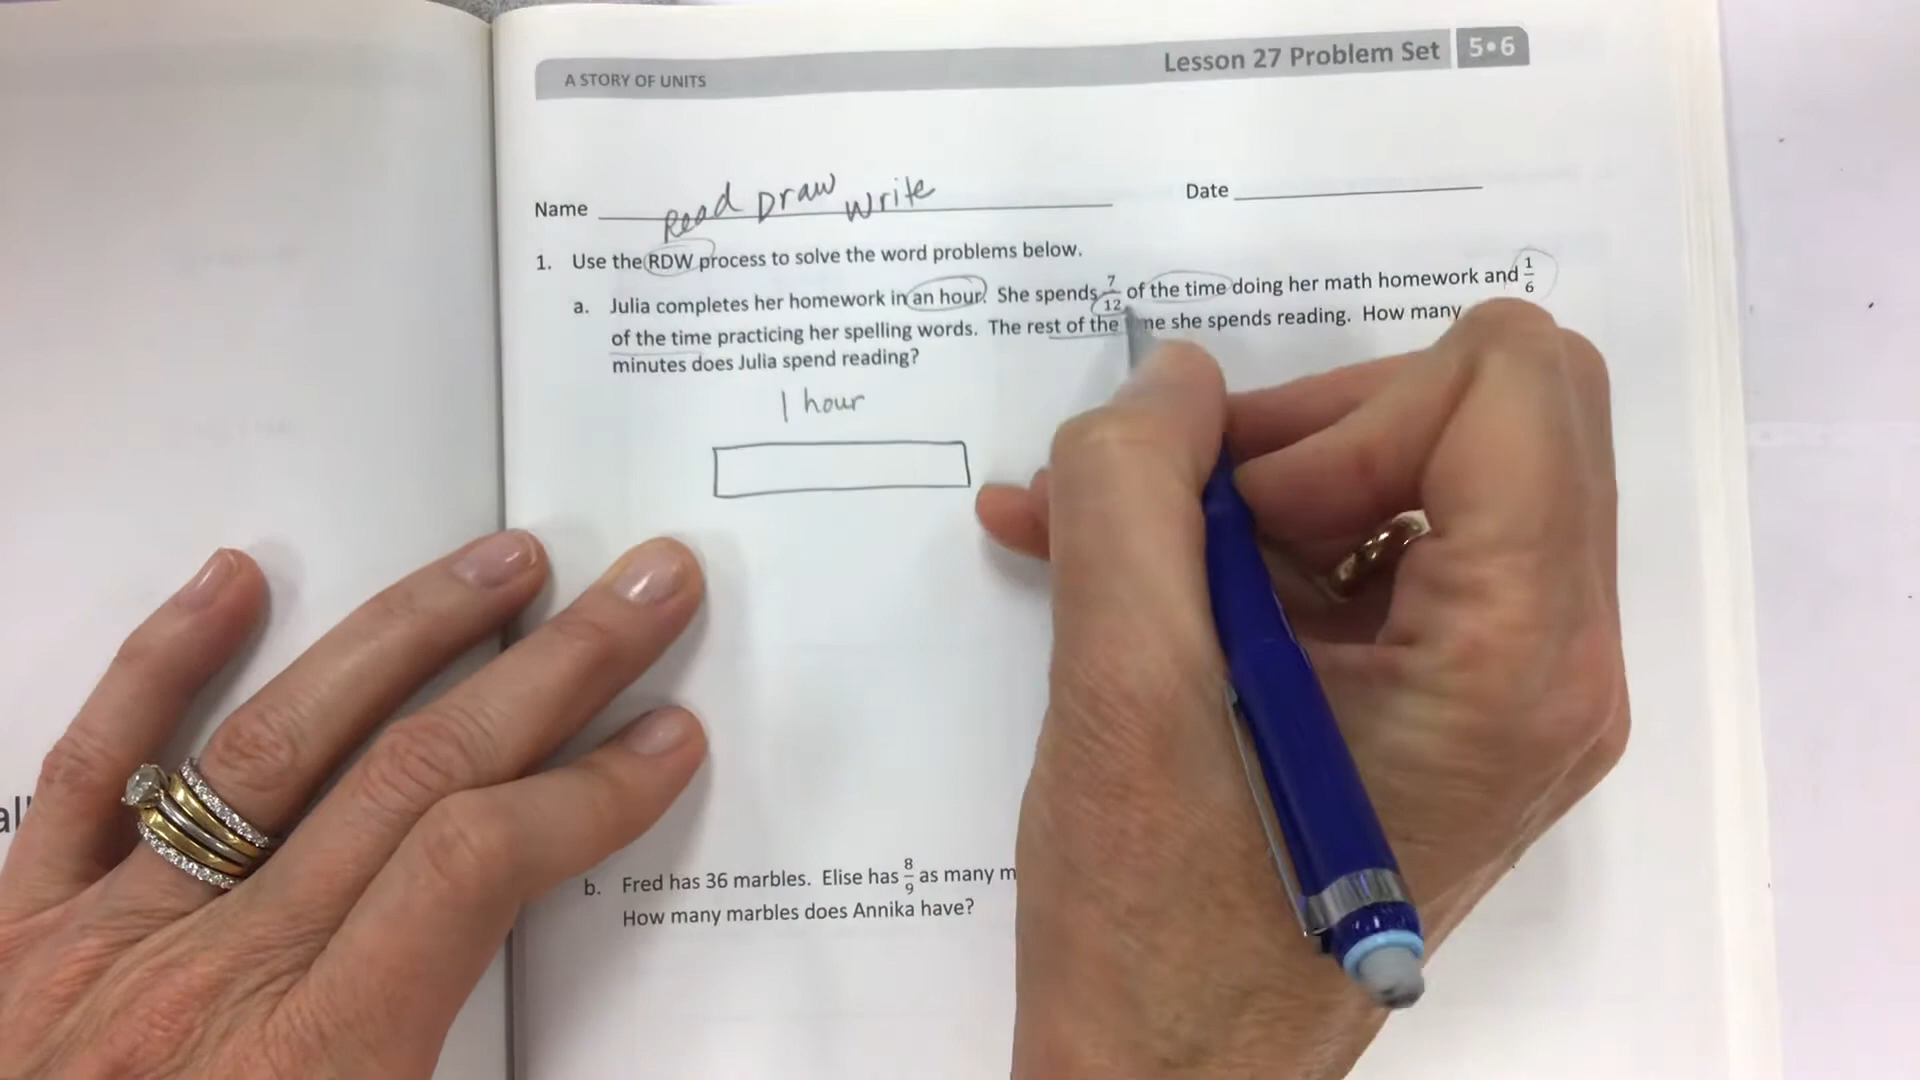 A STORY OF UNITS
Lesson 27 Problem Set 5•6
Name Read Draw Write Date
1. Use the RDW process to solve the word problems below.
a. Julia completes her homework in an hour. She spends 7/12 of the time doing her math homework and 1/6
of the time practicing her spelling words. The rest of the me she spends reading. How many
minutes does Julia spend reading?
1 hour
b. Fred has 36 marbles. Elise has 8/9 as many m
How many marbles does Annika have?